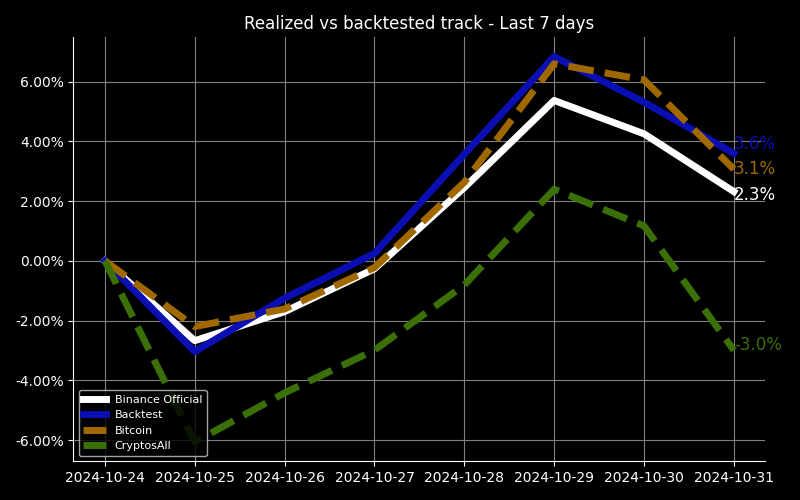 Realized vs backtested track - Last 7 days
6.00%
4.00%
2.00%
0.00%
-2.00%
-4.00%
-6.00%
3.6%
3.1%
2.3%
-3.0%
Binance Official
Backtest
Bitcoin
CryptosAll
2024-10-24 2024-10-25 2024-10-26 2024-10-27 2024-10-28 2024-10-29 2024-10-30 2024-10-31